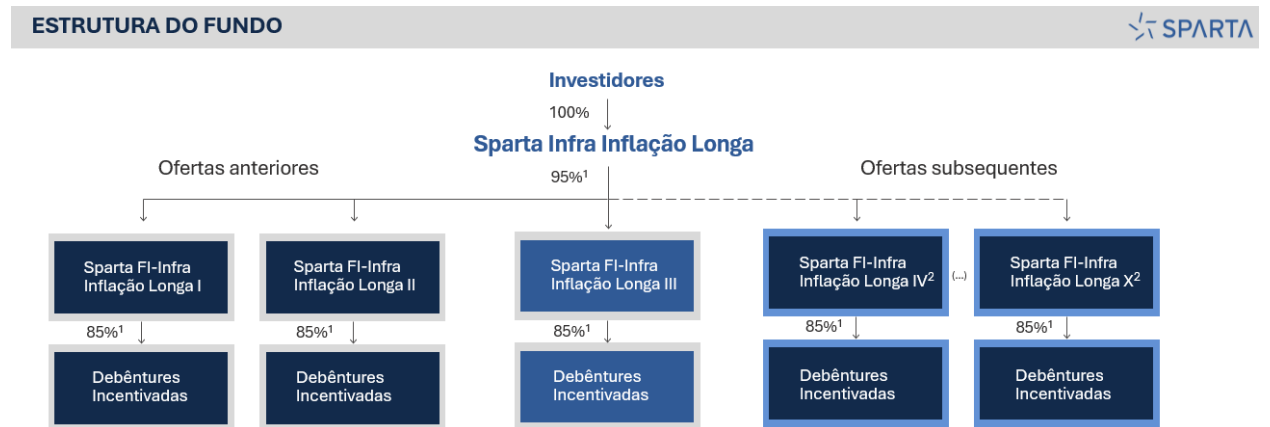 ESTRUTURA DO FUNDO
SPARTA
Investidores
100%
Sparta Infra Inflação Longa
Ofertas anteriores
95%¹
Ofertas subsequentes
Sparta FI-Infra
Inflação Longa I
Sparta FI-Infra
Inflação Longa II
Sparta FI-Infra
Inflação Longa III
Sparta FI-Infra
Inflação Longa IV²
(...)
Sparta FI-Infra
Inflação Longa X²
85%¹
85%¹
85%¹
85%¹
85%¹
Debêntures
Incentivadas
Debêntures
Incentivadas
Debêntures
Incentivadas
Debêntures
Incentivadas
Debêntures
Incentivadas